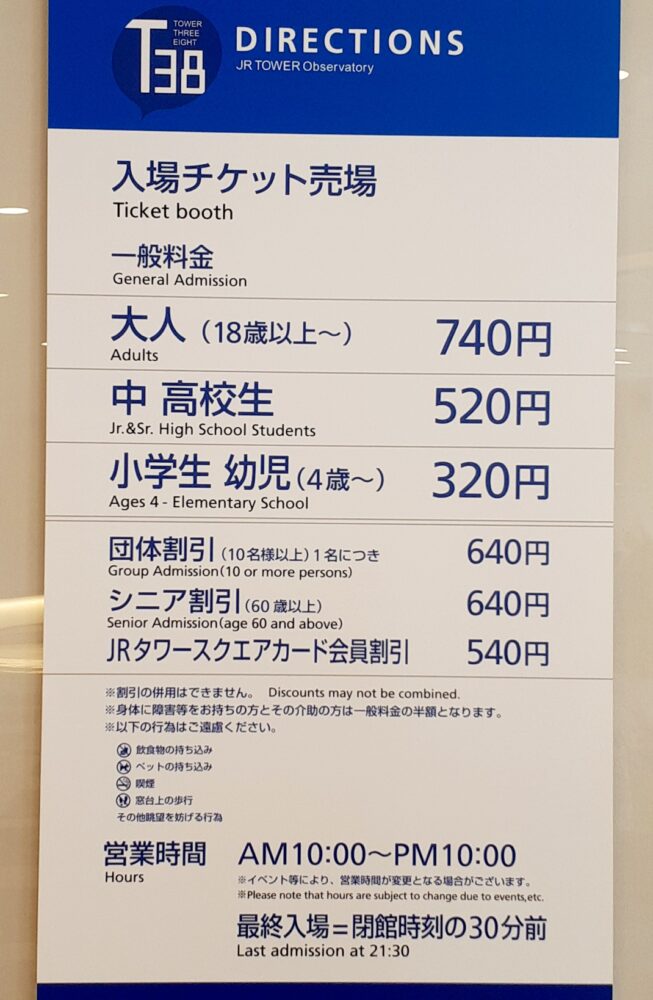 TOWER
THREE
EIGHT
T38
DIRECTIONS
JR TOWER Observatory
入場チケット売場
Ticket booth
一般料金
General Admission
大人（18歳以上～） 740円
Adults
中 高校生 520円
Jr.&Sr. High School Students
小学生 幼児（4歳～） 320円
Ages 4 - Elementary School
団体割引（10名様以上）1名につき 640円
Group Admission(10 or more persons)
シニア割引（60歳以上） 640円
Senior Admission(age 60 and above)
JRタワースクエアカード会員割引 540円
※割引の併用はできません。 Discounts may not be combined.
※身体に障害等をお持ちの方とその介助の方は一般料金の半額となります。
※以下の行為はご遠慮ください。
飲食物の持ち込み
ペットの持ち込み
喫煙
窓台上の歩行
その他眺望を妨げる行為
営業時間 AM10:00～PM10:00
Hours
※イベント等により、営業時間が変更となる場合がございます。
※Please note that hours are subject to change due to events,etc.
最終入場＝閉館時刻の30分前
Last admission at 21:30